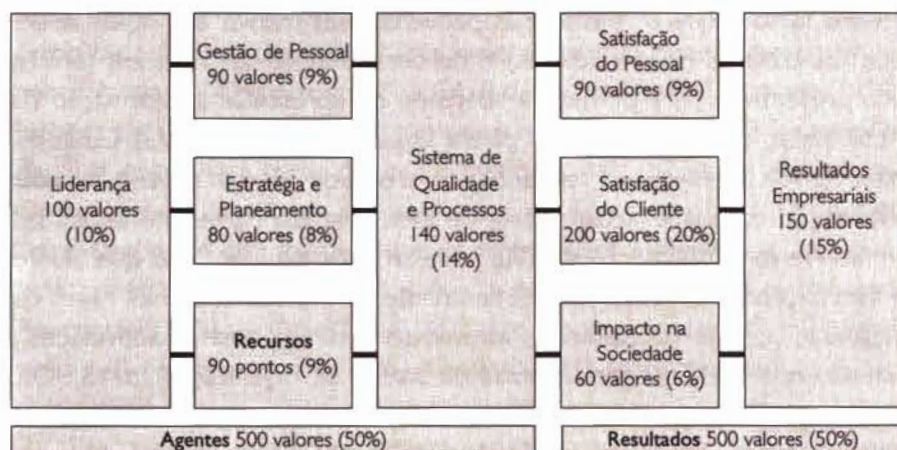 Liderança
100 valores
(10%)
Gestão de Pessoal
90 valores (9%)
Estratégia e
Planeamento
80 valores (8%)
Recursos
90 pontos (9%)
Sistema de
Qualidade
e Processos
140 valores
(14%)
Satisfação
do Pessoal
90 valores (9%)
Satisfação
do Cliente
200 valores (20%)
Impacto na
Sociedade
60 valores (6%)
Resultados
Empresariais
150 valores
(15%)
Agentes 500 valores (50%)
Resultados 500 valores (50%)